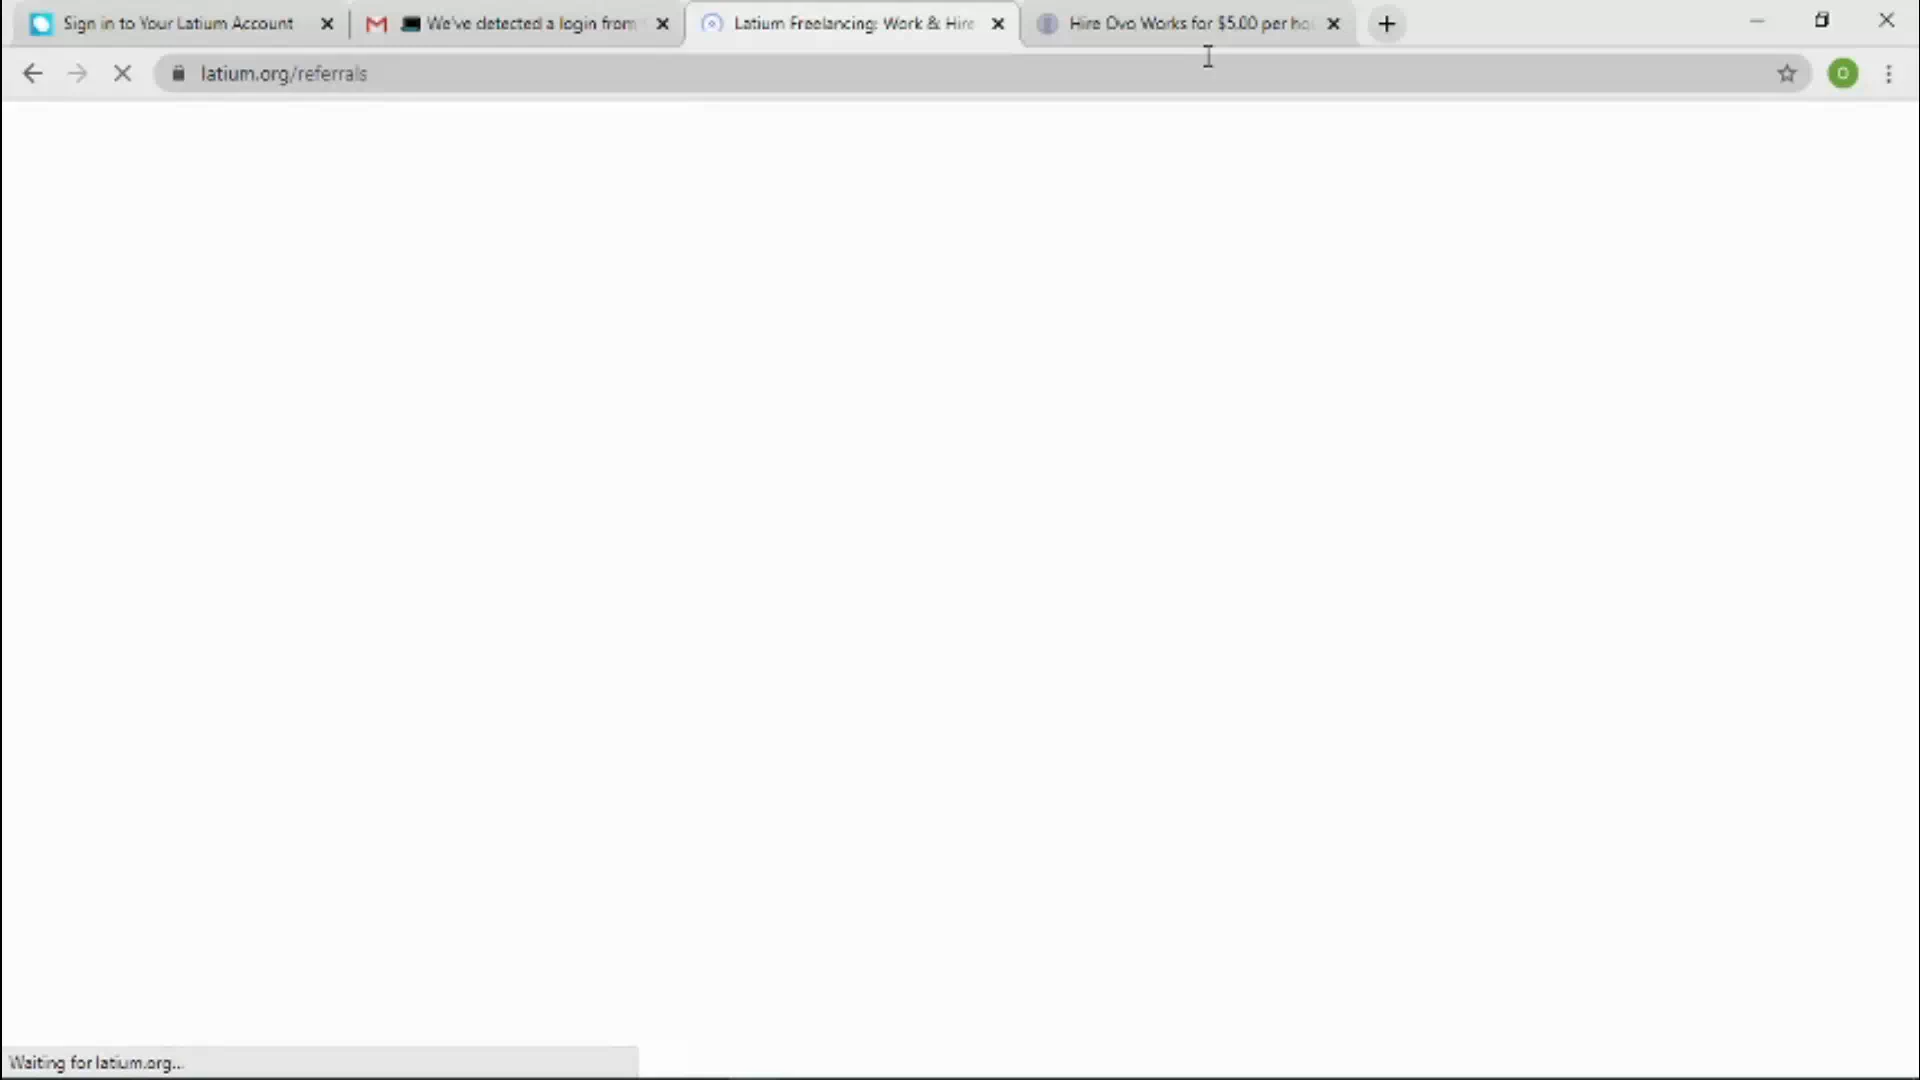 Sign in to Your Latium Account
We've detected a login from
Latium Freelancing: Work & Hire
Hire Ovo Works for $5.00 per ho
latium.org/referrals
O
Waiting for latium.org...